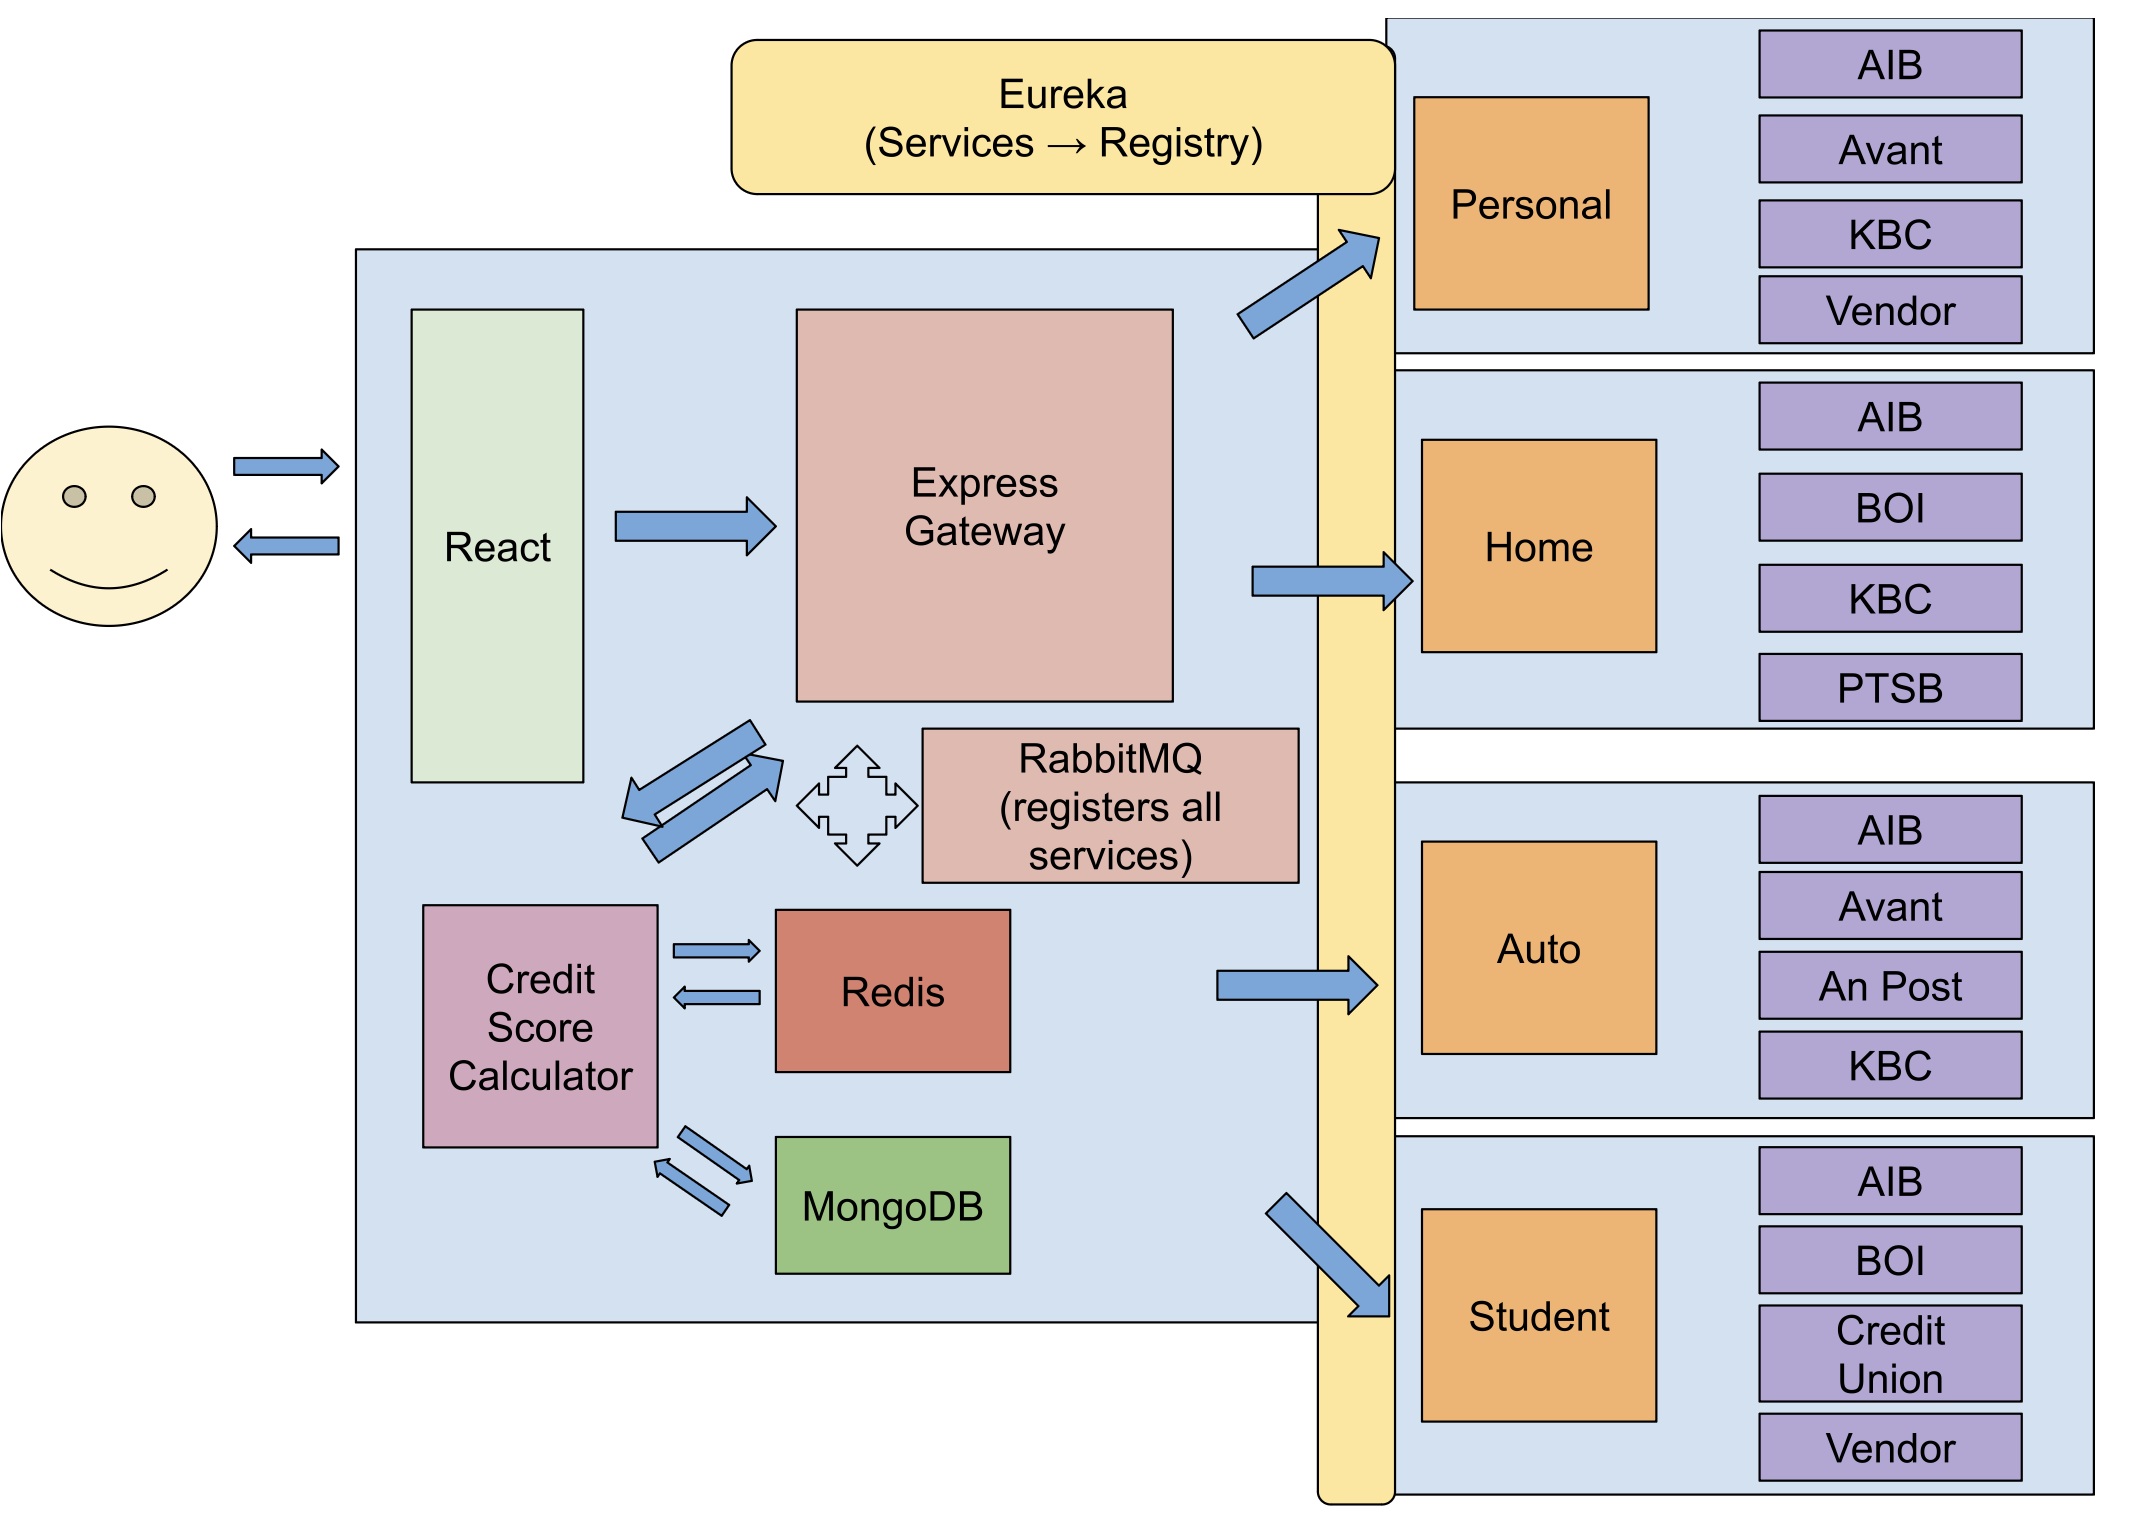 Eureka
(Services → Registry)
React
Express
Gateway
RabbitMQ
(registers all
services)
Credit
Score
Calculator
Redis
MongoDB
Personal
AIB
Avant
KBC
Vendor
Home
AIB
BOI
KBC
PTSB
Auto
AIB
Avant
An Post
KBC
Student
AIB
BOI
Credit
Union
Vendor